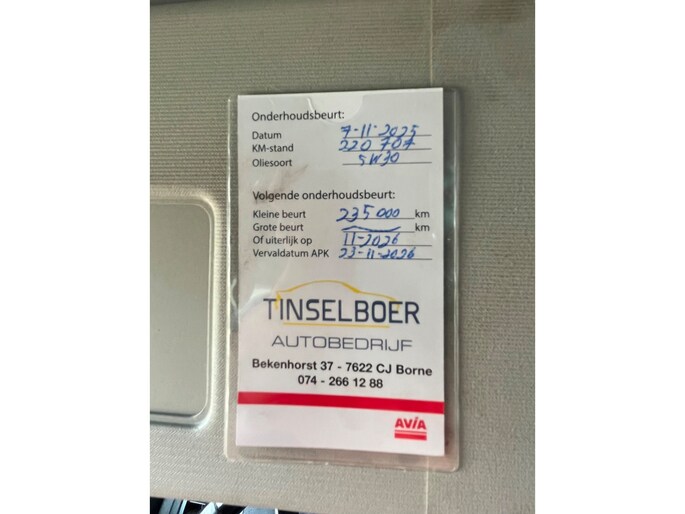 Onderhoudsbeurt:
Datum 7-11-2025
KM-stand 220 707
Oliesoort 5W30
Volgende onderhoudsbeurt:
Kleine beurt 235000 km
Grote beurt km
Of uiterlijk op 11-2026
Vervaldatum APK 23-11-2026
TINSELBOER
AUTOBEDRIJF
Bekenhorst 37 - 7622 CJ Borne
074 - 266 12 88
AVIA